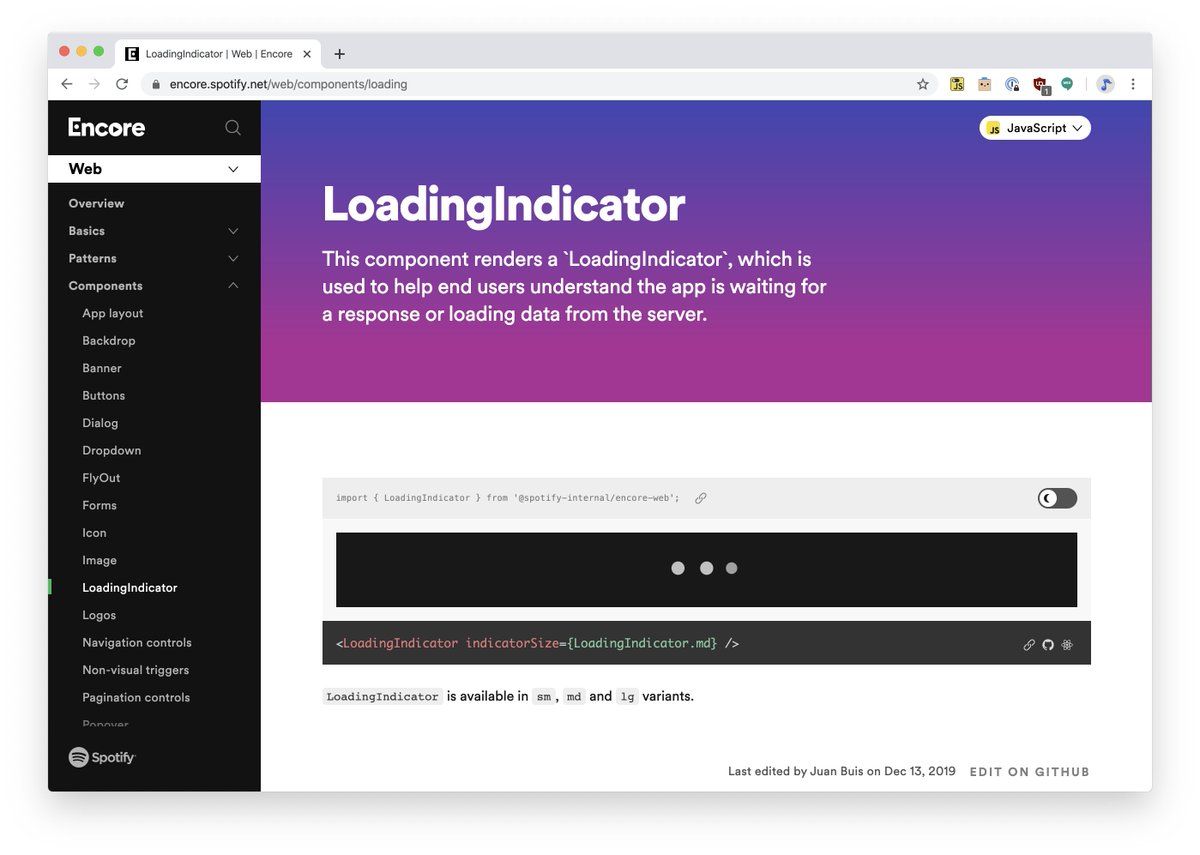 LoadingIndicator | Web | Encore
encore.spotify.net/web/components/loading
1
Encore
JS JavaScript
Web
Overview
Basics
Patterns
Components
App layout
Backdrop
Banner
Buttons
Dialog
Dropdown
FlyOut
Forms
Icon
Image
LoadingIndicator
Logos
Navigation controls
Non-visual triggers
Pagination controls
Popover
Spotify
LoadingIndicator
This component renders a `LoadingIndicator`, which is
used to help end users understand the app is waiting for
a response or loading data from the server.
import { LoadingIndicator } from '@spotify-internal/encore-web';
<LoadingIndicator indicatorSize={LoadingIndicator.md} />
LoadingIndicator is available in sm, md and lg variants.
Last edited by Juan Buis on Dec 13, 2019 EDIT ON GITHUB